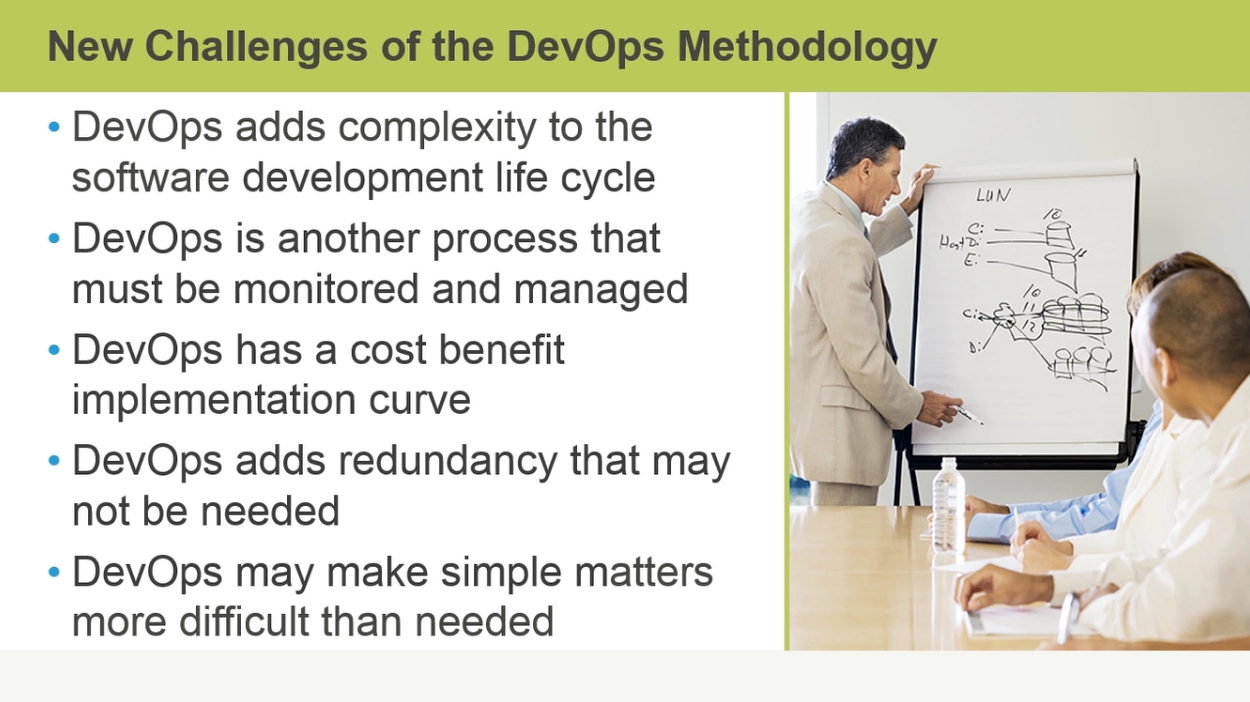 New Challenges of the DevOps Methodology
• DevOps adds complexity to the
software development life cycle
• DevOps is another process that
must be monitored and managed
• DevOps has a cost benefit
implementation curve
• DevOps adds redundancy that may
not be needed
• DevOps may make simple matters
more difficult than needed
LUN
10
C:
Host D:
E:
10
C:
11
12
D: